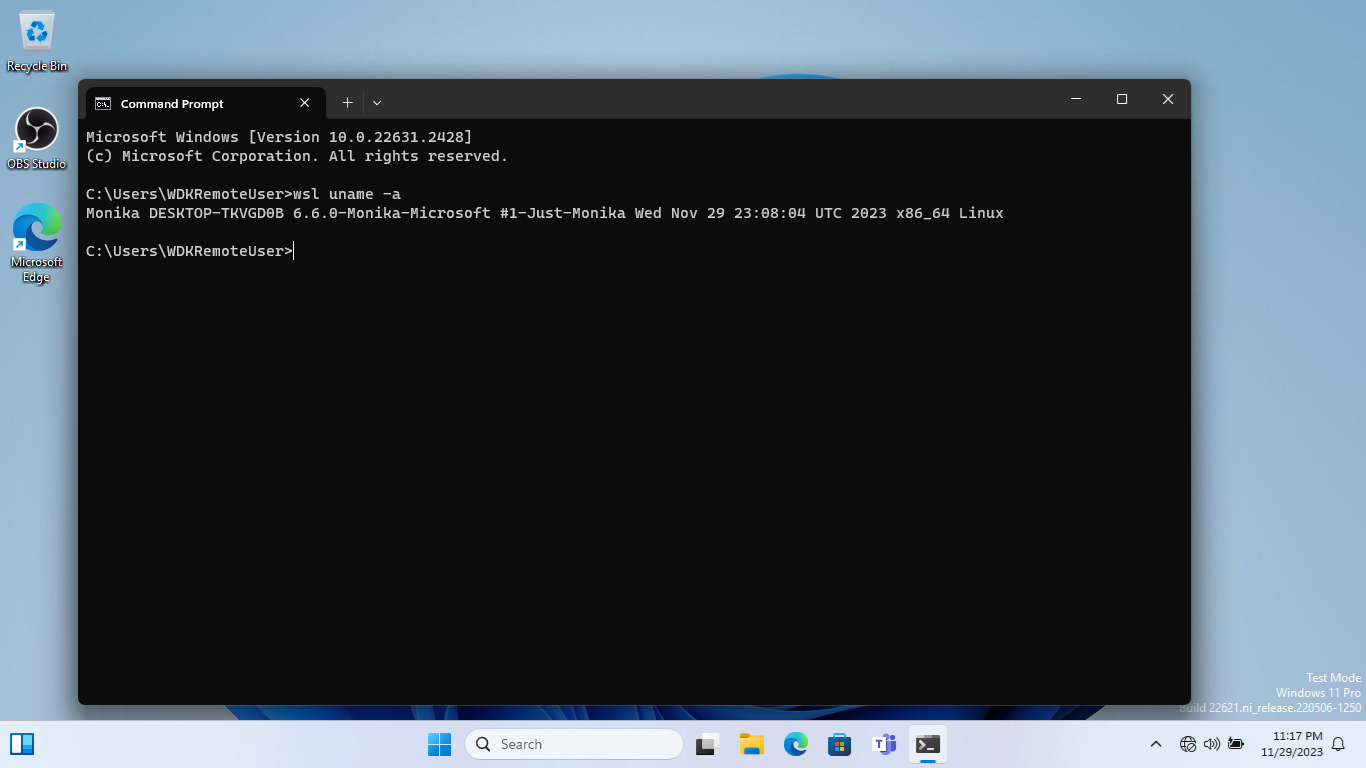 Recycle Bin
OBS Studio
Microsoft
Edge
Command Prompt
Microsoft Windows [Version 10.0.22631.2428]
(c) Microsoft Corporation. All rights reserved.
C:\Users\WDKRemoteUser>wsl uname -a
Monika DESKTOP-TKVGD0B 6.6.0-Monika-Microsoft #1-Just-Monika Wed Nov 29 23:08:04 UTC 2023 x86_64 Linux
C:\Users\WDKRemoteUser>
Test Mode
Windows 11 Pro
Build 22621.ni_release.220506-1250
Search
11:17 PM
11/29/2023